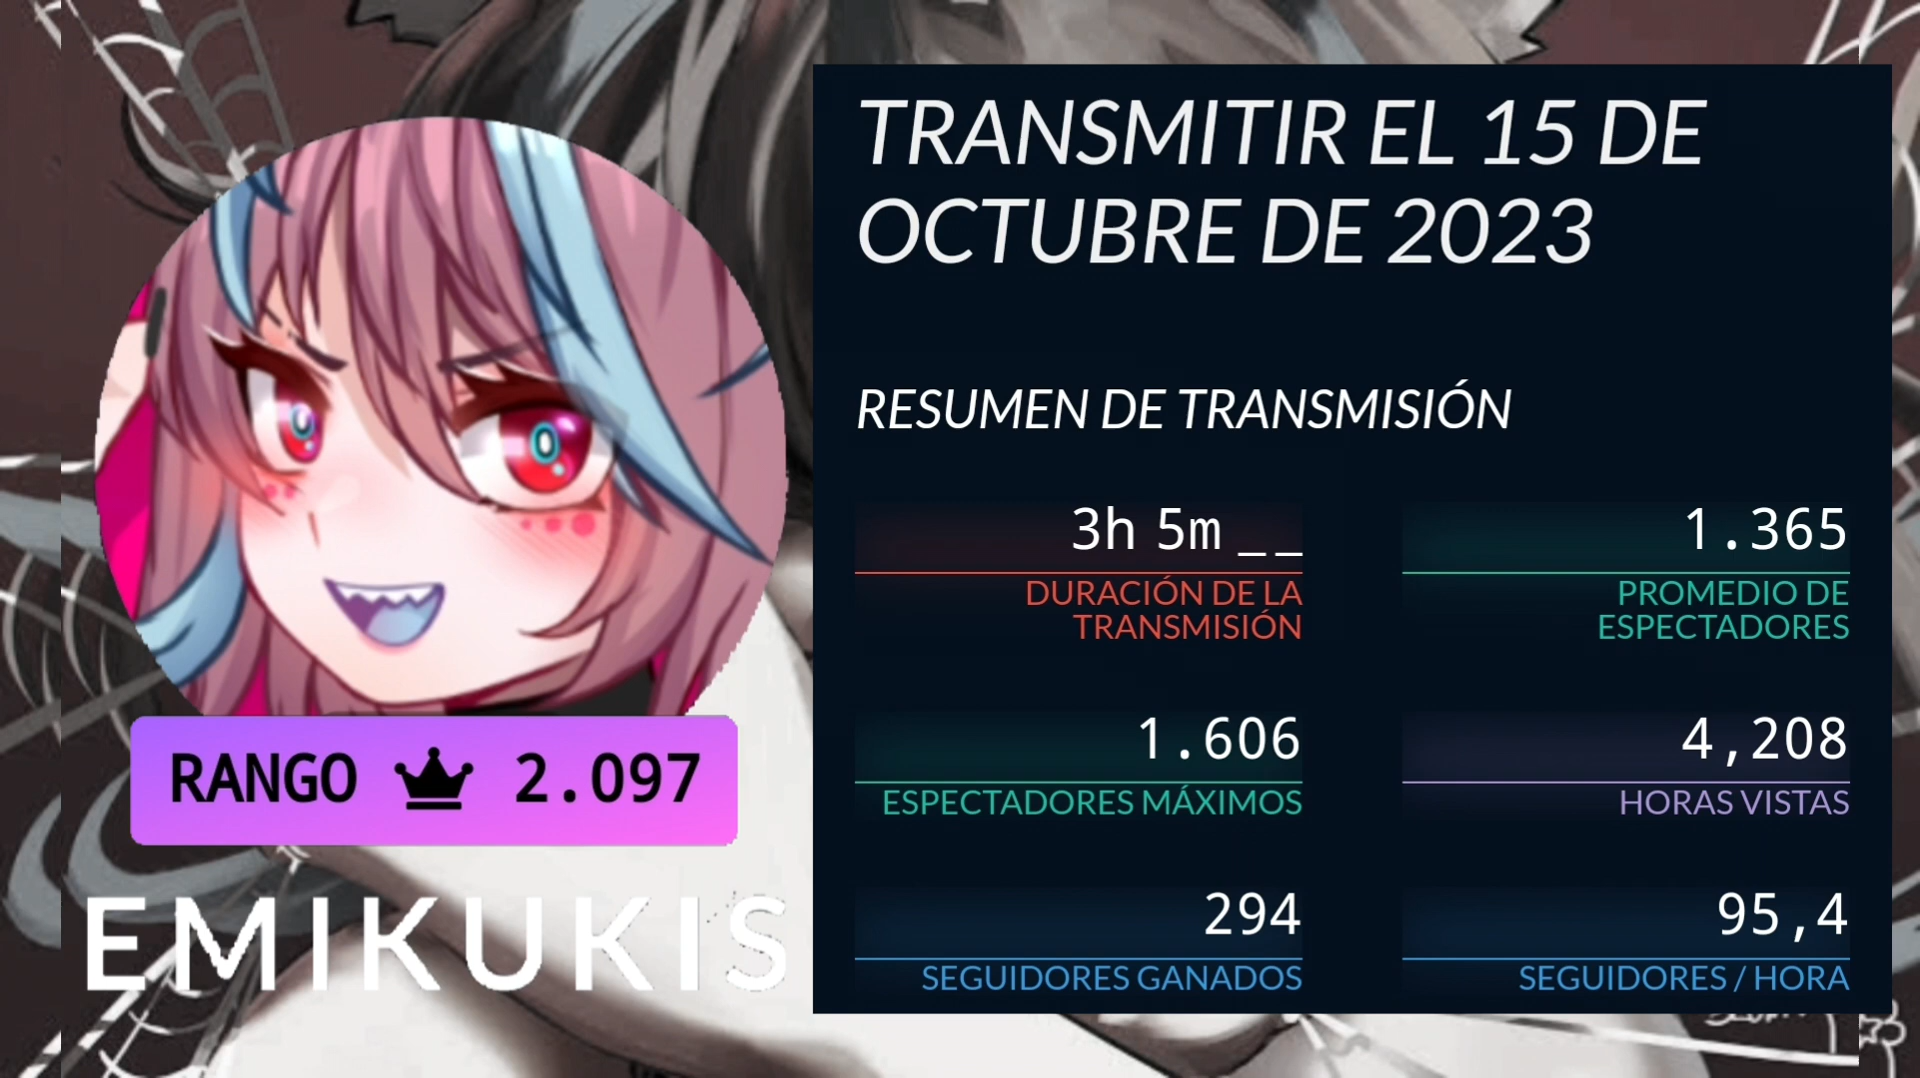 TRANSMITIR EL 15 DE
OCTUBRE DE 2023
RESUMEN DE TRANSMISIÓN
3h 5m _ _
DURACIÓN DE LA
TRANSMISIÓN
1.365
PROMEDIO DE
ESPECTADORES
1.606
ESPECTADORES MÁXIMOS
4,208
HORAS VISTAS
294
SEGUIDORES GANADOS
95,4
SEGUIDORES / HORA
RANGO 2.097
EMIKUKIS